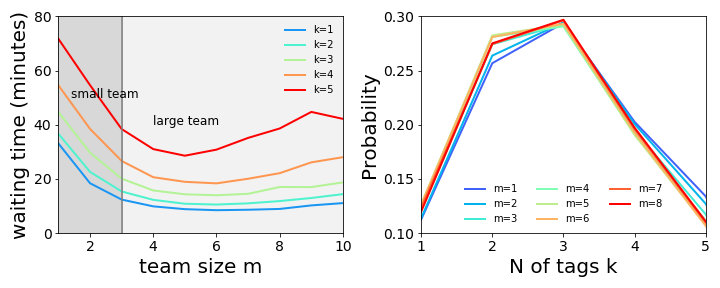 waiting time (minutes)
80
60
40
20
0
2
4
6
8
10
team size m
small team
large team
k=1
k=2
k=3
k=4
k=5
Probability
0.30
0.25
0.20
0.15
0.10
1
2
3
4
5
N of tags k
m=1
m=2
m=3
m=4
m=5
m=6
m=7
m=8